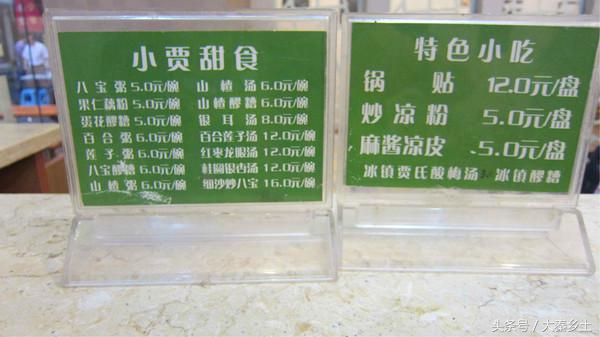 小贾甜食
八宝粥 5.0元/碗 山楂汤 6.0元/碗
果仁藕粉 5.0元/碗 山楂醪糖 6.0元/碗
蛋花醪糖 5.0元/碗 银耳汤 8.0元/碗
百合粥 6.0元/碗 百合莲子汤 12.0元/碗
莲子粥 6.0元/碗 红枣龙眼汤 12.0元/碗
八宝醪糖 6.0元/碗 桂圆银杏汤 12.0元/碗
山楂粥 6.0元/碗 细沙炒八宝 16.0元/碗
特色小吃
锅贴 12.0元/盘
炒凉粉 5.0元/盘
麻酱凉皮 5.0元/盘
冰镇贾氏酸梅汤 冰镇醪糖
头条号/大秦乡土